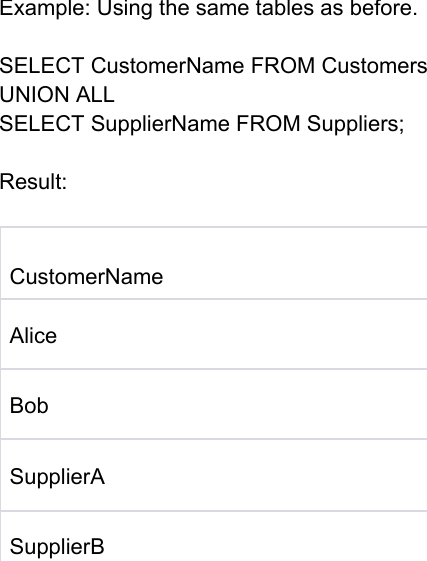 Example: Using the same tables as before.
SELECT CustomerName FROM Customers
UNION ALL
SELECT SupplierName FROM Suppliers;
Result:
CustomerName
Alice
Bob
SupplierA
SupplierB